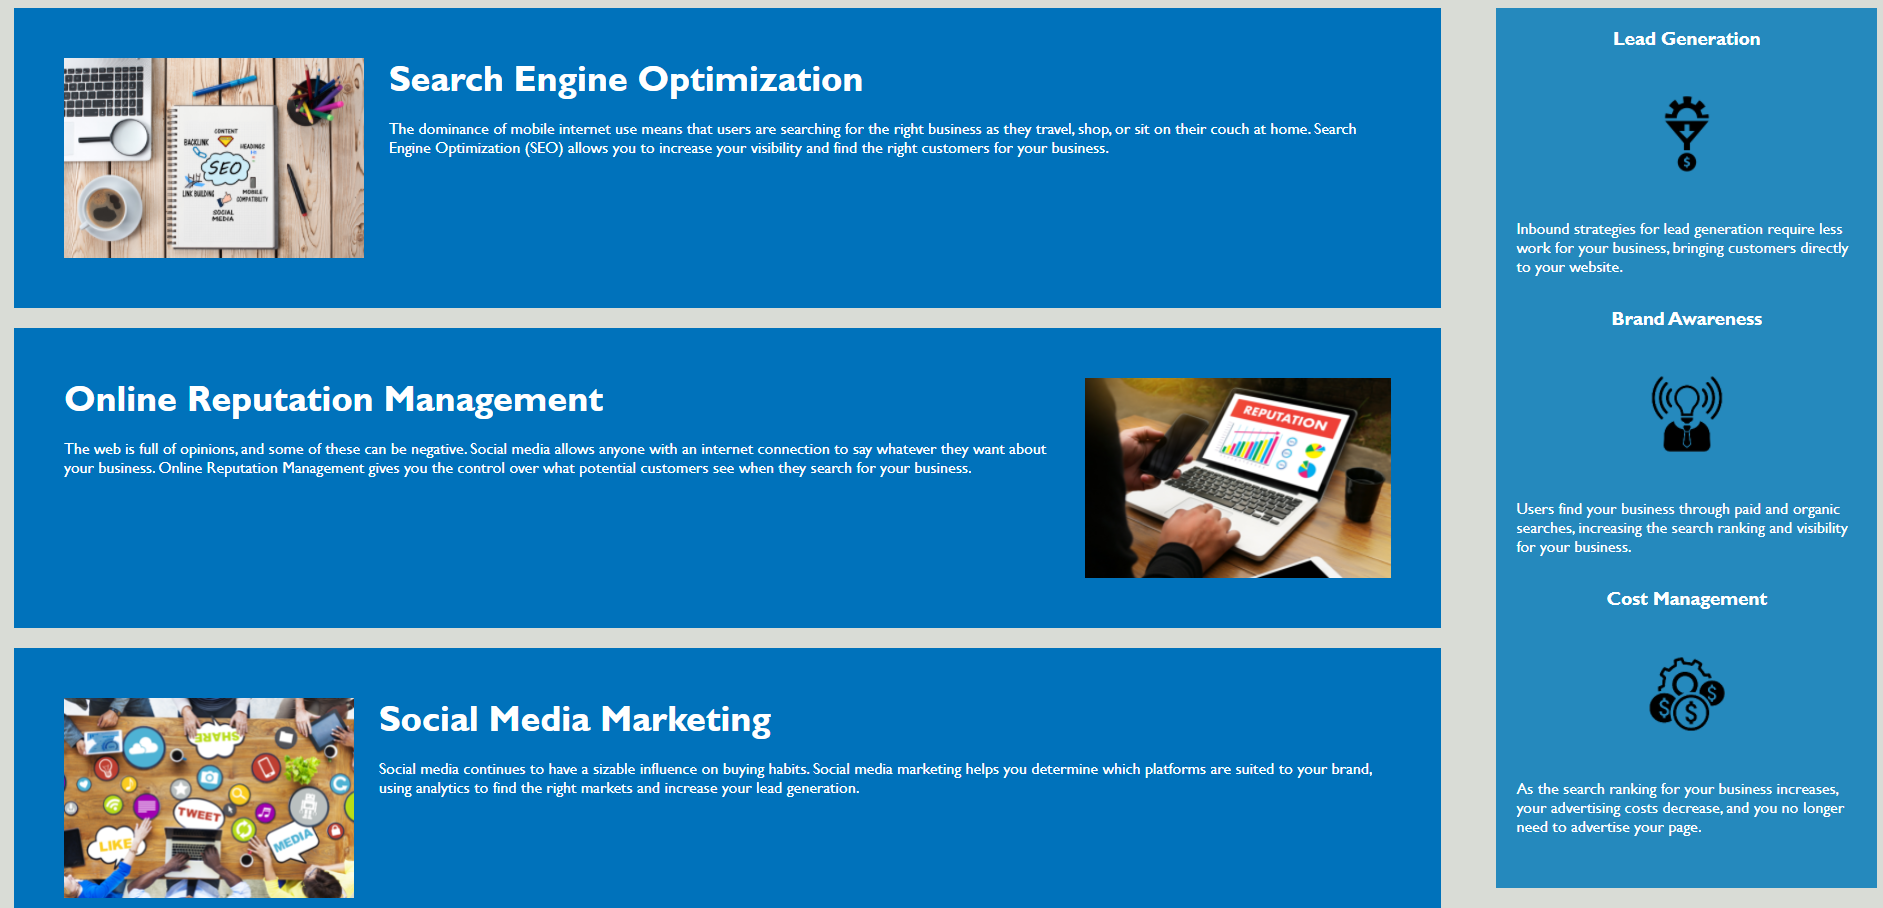 Search Engine Optimization
The dominance of mobile internet use means that users are searching for the right business as they travel, shop, or sit on their couch at home. Search
Engine Optimization (SEO) allows you to increase your visibility and find the right customers for your business.
CONTENT
BACKLINK
HEADINGS
SEO
LINK BUILDING
MOBILE
COMPATIBILITY
SOCIAL
MEDIA
Online Reputation Management
The web is full of opinions, and some of these can be negative. Social media allows anyone with an internet connection to say whatever they want about
your business. Online Reputation Management gives you the control over what potential customers see when they search for your business.
REPUTATION
Social Media Marketing
Social media continues to have a sizable influence on buying habits. Social media marketing helps you determine which platforms are suited to your brand,
using analytics to find the right markets and increase your lead generation.
SHARE
TWEET
LIKE
MEDIA
Lead Generation
$
Inbound strategies for lead generation require less
work for your business, bringing customers directly
to your website.
Brand Awareness
Users find your business through paid and organic
searches, increasing the search ranking and visibility
for your business.
Cost Management
$
$
$
As the search ranking for your business increases,
your advertising costs decrease, and you no longer
need to advertise your page.